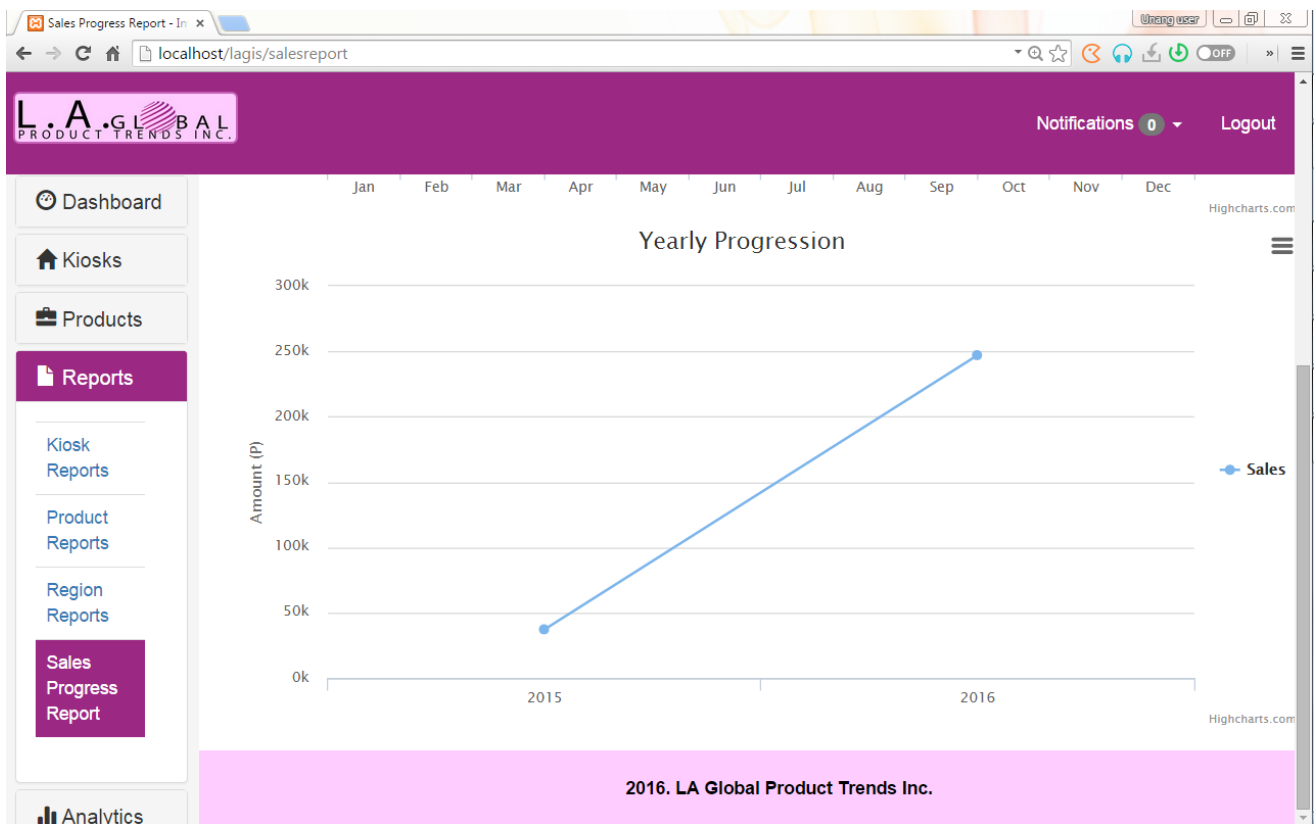 Sales Progress Report - In
Unang user
localhost/lagis/salesreport
OFF
»
L.A.GLOBAL
PRODUCT TRENDS INC.
Notifications 0
Logout
Dashboard
Kiosks
Products
Reports
Kiosk
Reports
Product
Reports
Region
Reports
Sales
Progress
Report
Analytics
Jan Feb Mar Apr May Jun Jul Aug Sep Oct Nov Dec
Highcharts.com
Yearly Progression
300k
250k
200k
150k
100k
50k
0k
Amount (P)
2015 2016
Sales
Highcharts.com
2016. LA Global Product Trends Inc.